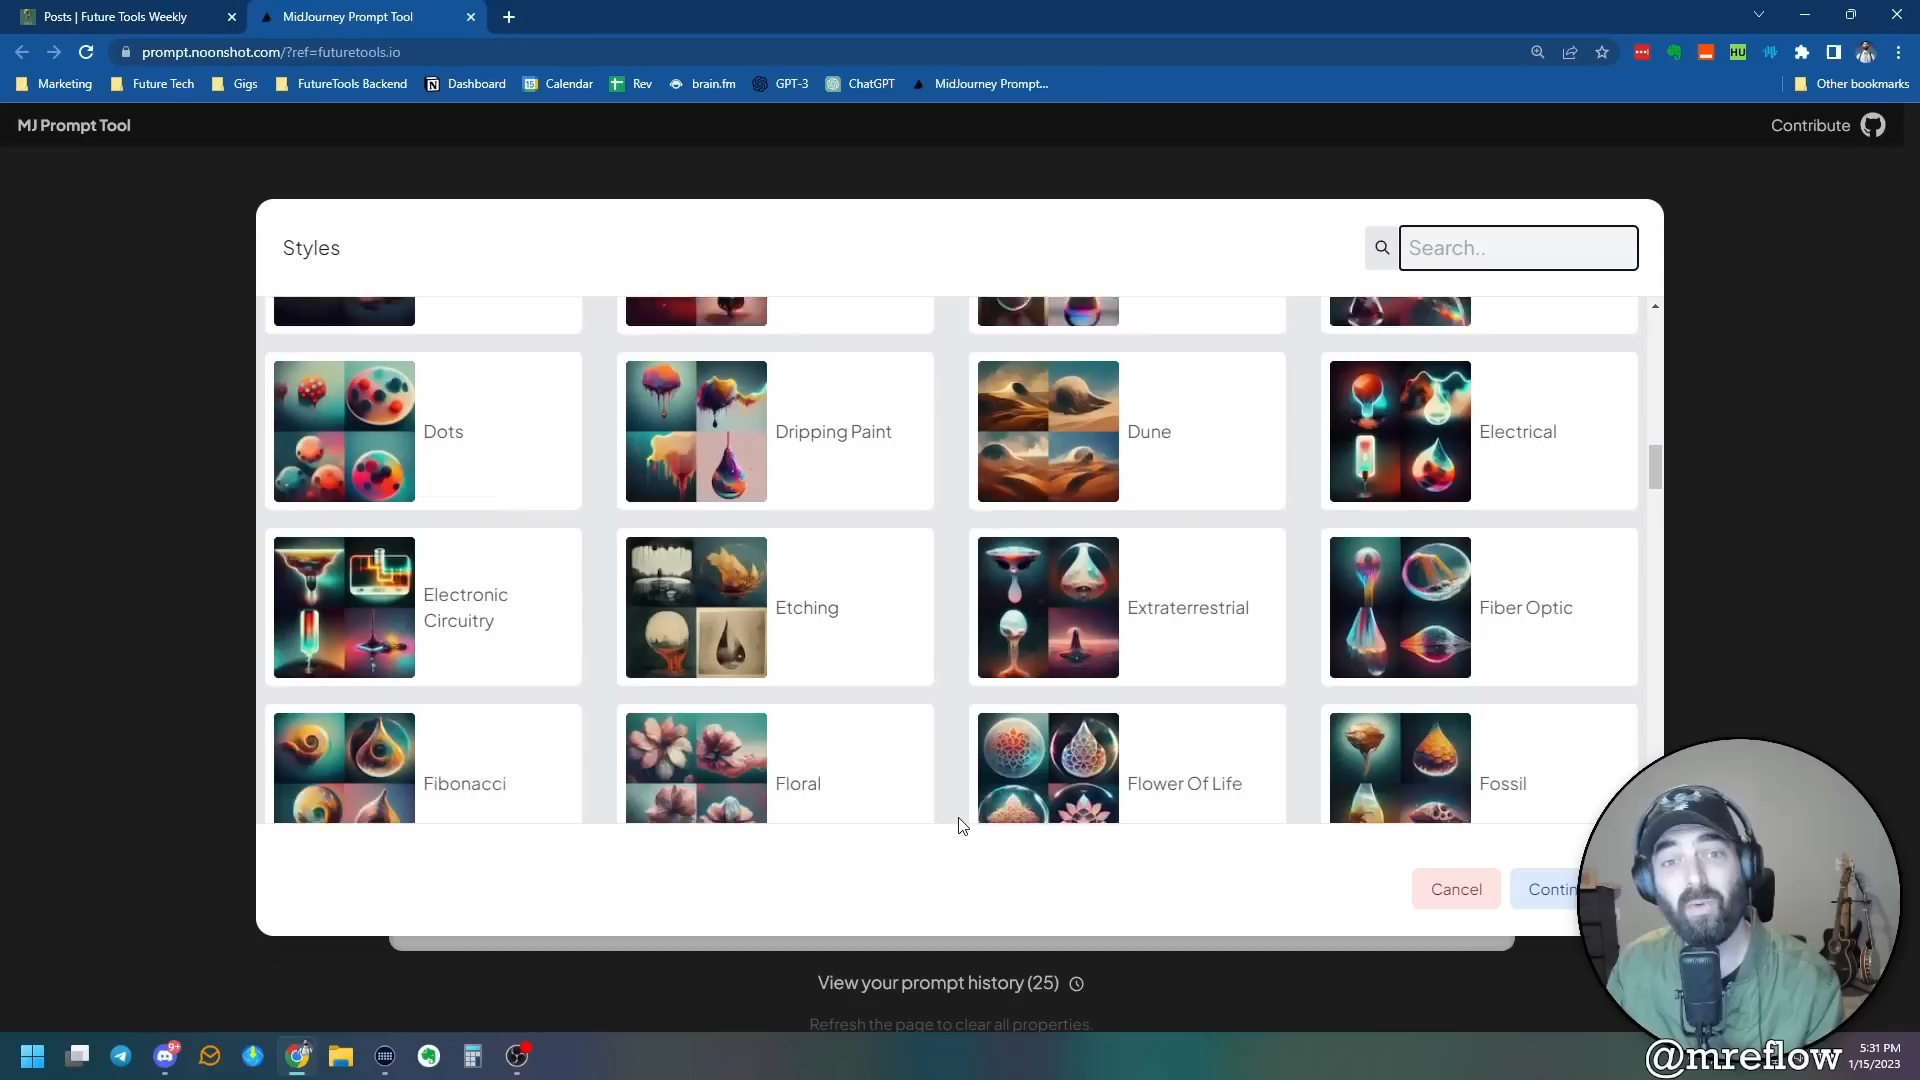 Posts | Future Tools Weekly
MidJourney Prompt Tool
prompt.noonshot.com/?ref=futuretools.io
Marketing
Future Tech
Gigs
FutureTools Backend
Dashboard
Calendar
Rev
brain.fm
GPT-3
ChatGPT
MidJourney Prompt...
Other bookmarks
HU
MJ Prompt Tool
Contribute
Styles
Search..
Dots
Dripping Paint
Dune
Electrical
Electronic
Circuitry
Etching
Extraterrestrial
Fiber Optic
Fibonacci
Floral
Flower Of Life
Fossil
Cancel
Contin
View your prompt history (25)
Refresh the page to clear all properties.
9+
@mreflow
5:31 PM
1/15/2023